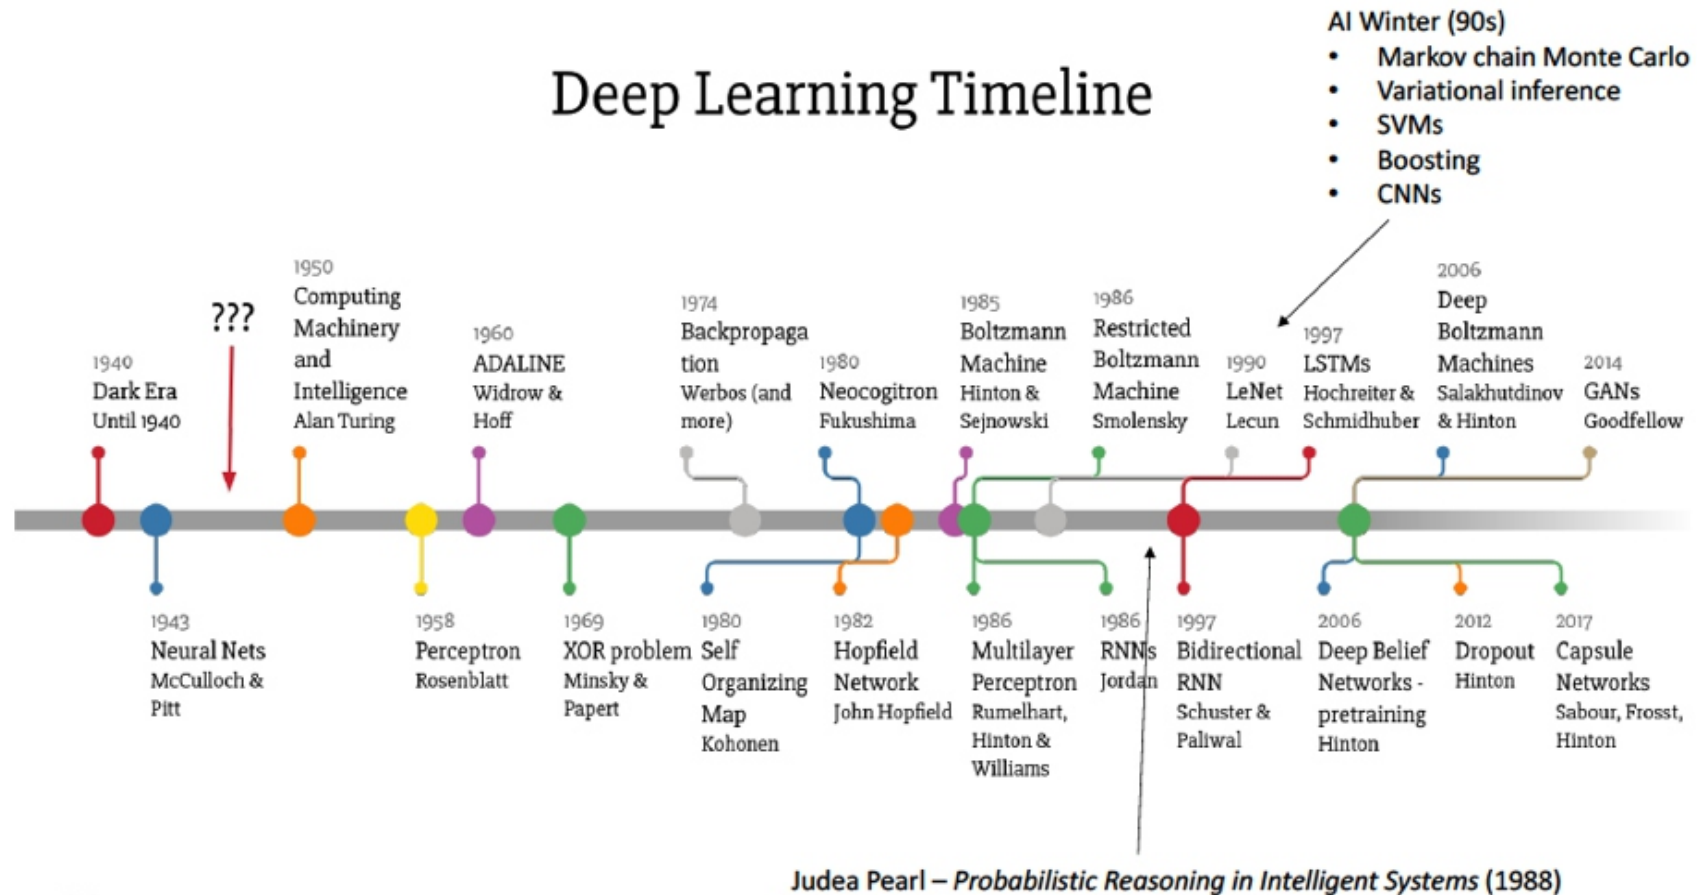 AI Winter (90s)
• Markov chain Monte Carlo
• Variational inference
• SVMs
• Boosting
• CNNs
Deep Learning Timeline
???
1940
Dark Era
Until 1940
1950
Computing
Machinery
and
Intelligence
Alan Turing
1960
ADALINE
Widrow &
Hoff
1974
Backpropaga
tion
Werbos (and
more)
1980
Neocogitron
Fukushima
1985
Boltzmann
Machine
Hinton &
Sejnowski
1986
Restricted
Boltzmann
Machine
Smolensky
1990
LeNet
Lecun
1997
LSTMs
Hochreiter &
Schmidhuber
2006
Deep
Boltzmann
Machines
Salakhutdinov
& Hinton
2014
GANs
Goodfellow
1943
Neural Nets
McCulloch &
Pitt
1958
Perceptron
Rosenblatt
1969
XOR problem
Minsky &
Papert
1980
Self
Organizing
Map
Kohonen
1982
Hopfield
Network
John Hopfield
1986
Multilayer
Perceptron
Rumelhart,
Hinton &
Williams
1986
RNNs
Jordan
1997
Bidirectional
RNN
Schuster &
Paliwal
2006
Deep Belief
Networks -
pretraining
Hinton
2012
Dropout
Hinton
2017
Capsule
Networks
Sabour, Frosst,
Hinton
Judea Pearl – Probabilistic Reasoning in Intelligent Systems (1988)